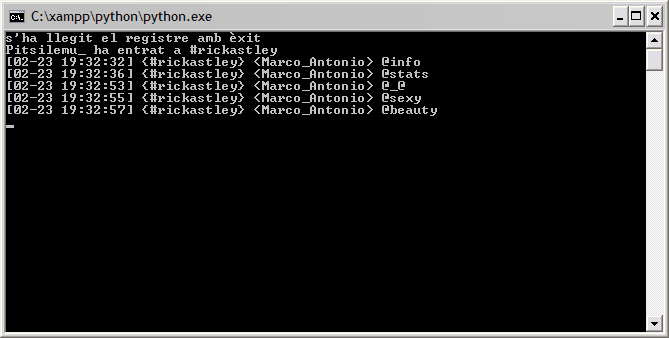 C:\xampp\python\python.exe
s'ha llegit el registre amb èxit
Pitsilemu_ ha entrat a #rickastley
[02-23 19:32:32] {#rickastley} <Marco_Antonio> @info
[02-23 19:32:36] {#rickastley} <Marco_Antonio> @stats
[02-23 19:32:53] {#rickastley} <Marco_Antonio> @_@
[02-23 19:32:55] {#rickastley} <Marco_Antonio> @sexy
[02-23 19:32:57] {#rickastley} <Marco_Antonio> @beauty